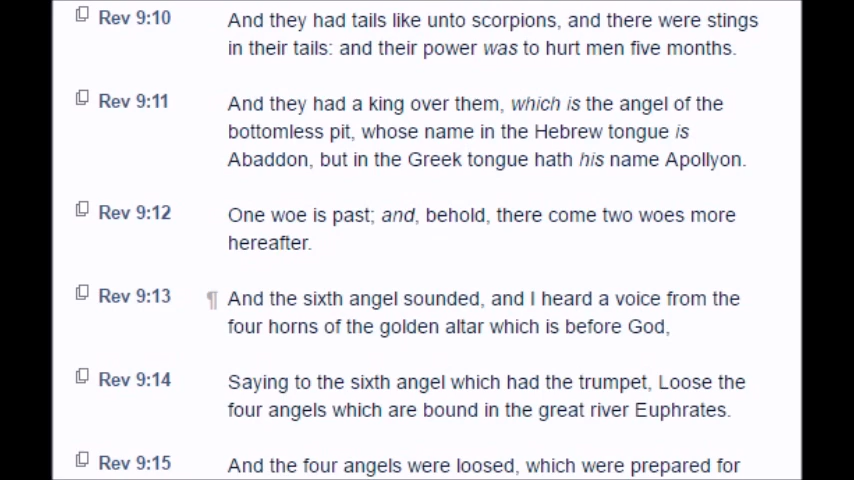 Rev 9:10 And they had tails like unto scorpions, and there were stings
in their tails: and their power was to hurt men five months.
Rev 9:11 And they had a king over them, which is the angel of the
bottomless pit, whose name in the Hebrew tongue is
Abaddon, but in the Greek tongue hath his name Apollyon.
Rev 9:12 One woe is past; and, behold, there come two woes more
hereafter.
Rev 9:13 ¶ And the sixth angel sounded, and I heard a voice from the
four horns of the golden altar which is before God,
Rev 9:14 Saying to the sixth angel which had the trumpet, Loose the
four angels which are bound in the great river Euphrates.
Rev 9:15 And the four angels were loosed, which were prepared for